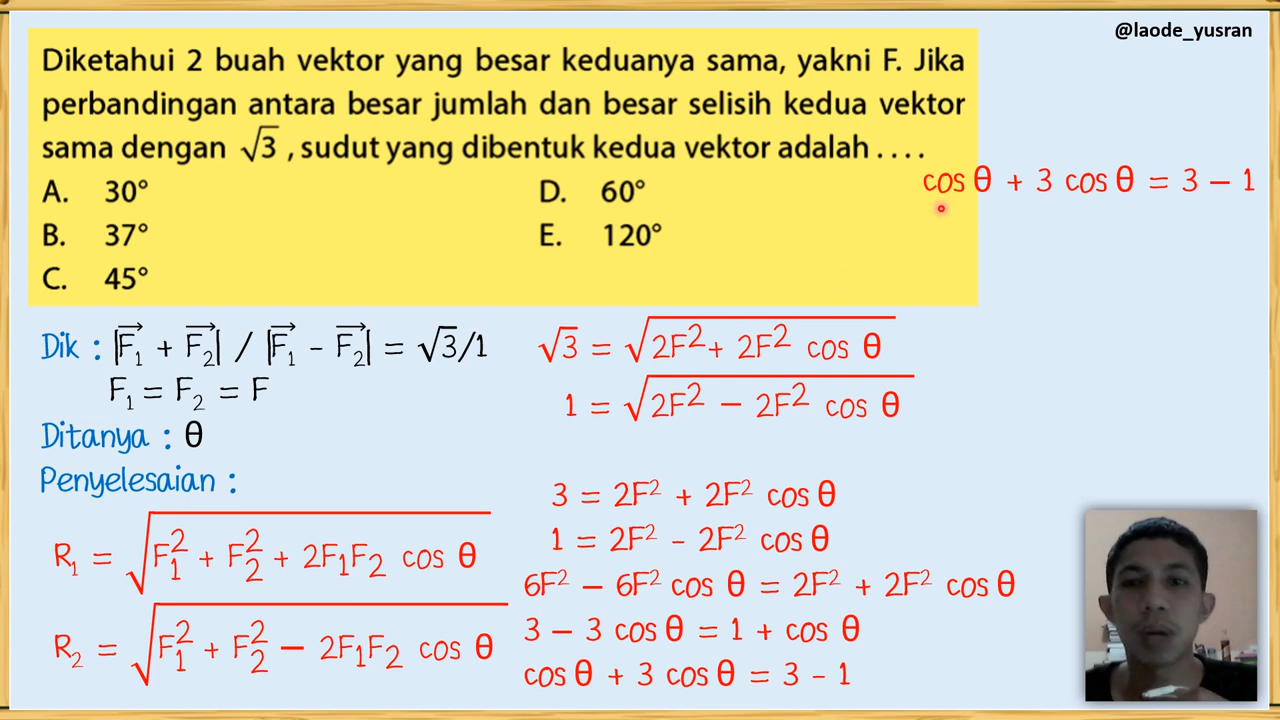 @laode_yusran
Diketahui 2 buah vektor yang besar keduanya sama, yakni F. Jika
perbandingan antara besar jumlah dan besar selisih kedua vektor
sama dengan √3 , sudut yang dibentuk kedua vektor adalah . . . .
A. 30°
B. 37°
C. 45°
D. 60°
E. 120°
cos θ + 3 cos θ = 3 − 1
Dik : |F⃗₁ + F⃗₂| / |F⃗₁ - F⃗₂| = √3/1
F₁ = F₂ = F
Ditanya : θ
Penyelesaian :
R₁ = √(F₁² + F₂² + 2F₁F₂ cos θ)
R₂ = √(F₁² + F₂² − 2F₁F₂ cos θ)
√3 = √(2F² + 2F² cos θ)
1 = √(2F² − 2F² cos θ)
3 = 2F² + 2F² cos θ
1 = 2F² - 2F² cos θ
6F² − 6F² cos θ = 2F² + 2F² cos θ
3 − 3 cos θ = 1 + cos θ
cos θ + 3 cos θ = 3 - 1